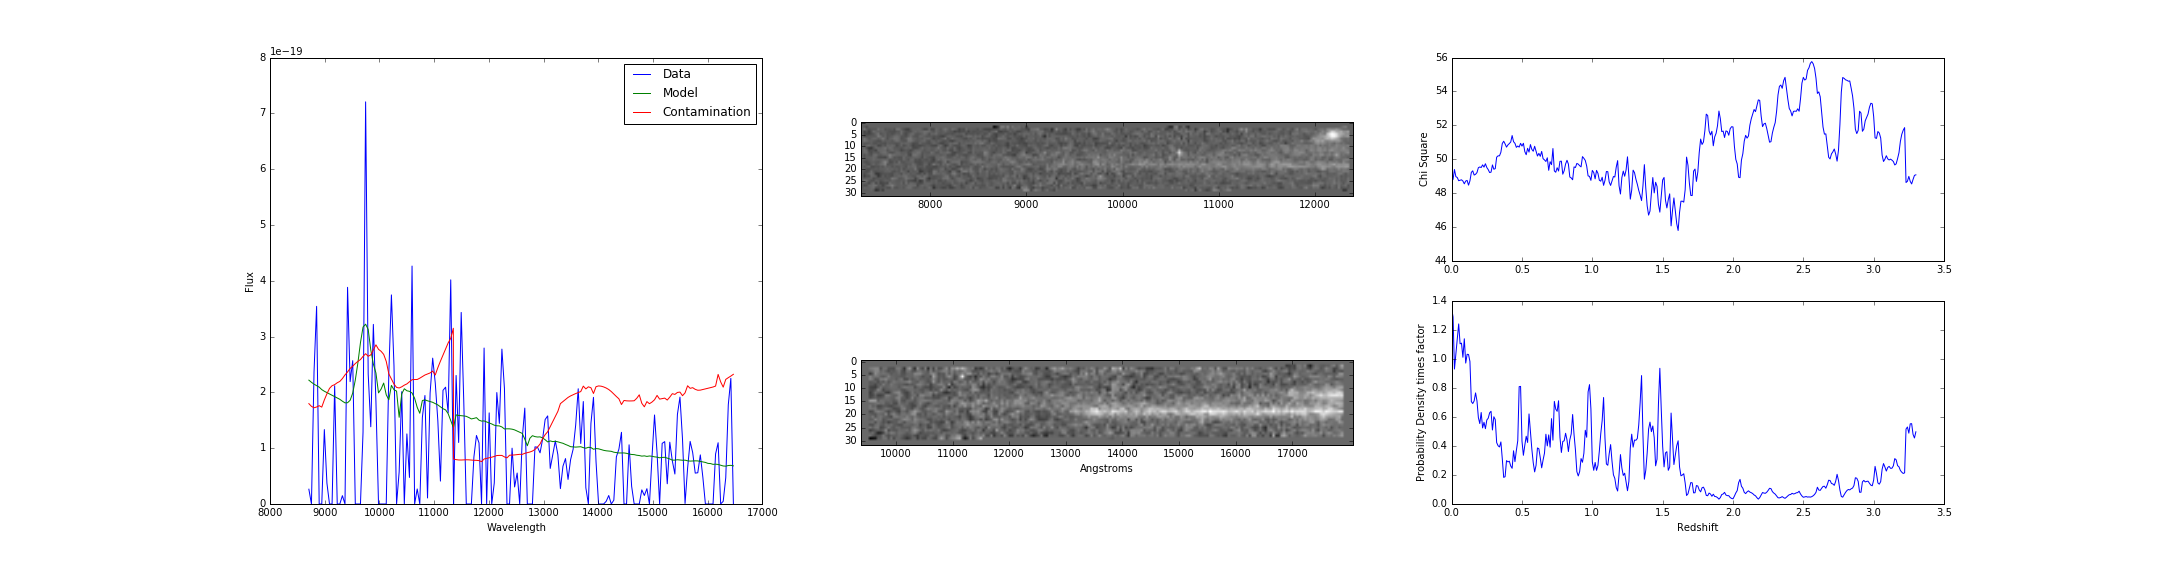 1e−19
8
7
6
5
4
3
2
1
0
8000 9000 10000 11000 12000 13000 14000 15000 16000 17000
Flux
Wavelength
Data
Model
Contamination
0
5
10
15
20
25
30
8000 9000 10000 11000 12000
0
5
10
15
20
25
30
10000 11000 12000 13000 14000 15000 16000 17000
Angstroms
56
54
52
50
48
46
44
0.0 0.5 1.0 1.5 2.0 2.5 3.0 3.5
Chi Square
1.4
1.2
1.0
0.8
0.6
0.4
0.2
0.0
0.0 0.5 1.0 1.5 2.0 2.5 3.0 3.5
Probability Density times factor
Redshift